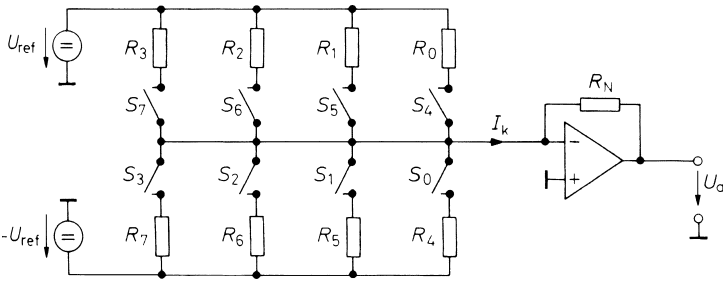 U_ref
=
R_3 R_2 R_1 R_0
S_7 S_6 S_5 S_4
I_k
R_N
−
+
U_a
S_3 S_2 S_1 S_0
-U_ref
=
R_7 R_6 R_5 R_4